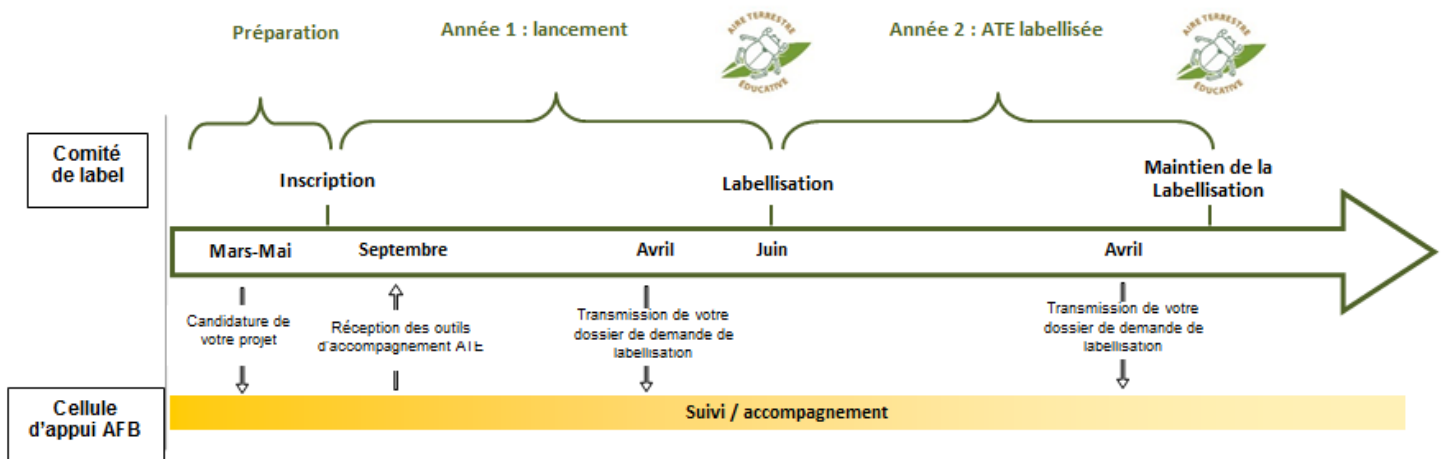 Préparation
Année 1 : lancement
AIRE TERRESTRE
EDUCATIVE
Année 2 : ATE labellisée
AIRE TERRESTRE
EDUCATIVE
Comité
de label
Inscription
Labellisation
Maintien de la
Labellisation
Mars-Mai
Septembre
Avril
Juin
Avril
Candidature de
votre projet
Réception des outils
d'accompagnement ATE
Transmission de votre
dossier de demande de
labellisation
Transmission de votre
dossier de demande de
labellisation
Cellule
d'appui AFB
Suivi / accompagnement